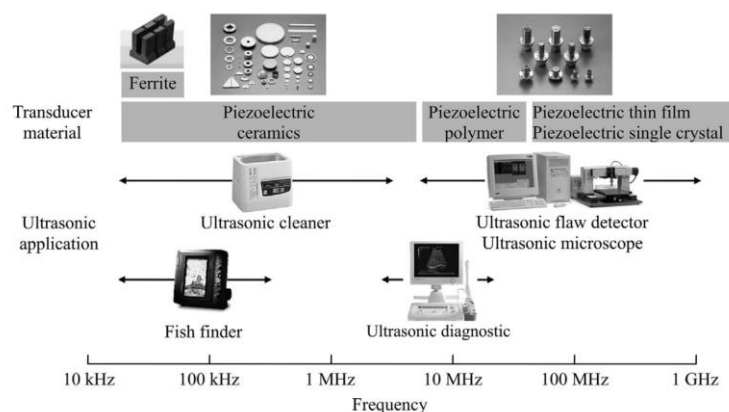 Ferrite
Transducer
material
Piezoelectric
ceramics
Piezoelectric
polymer
Piezoelectric thin film
Piezoelectric single crystal
Ultrasonic
application
Ultrasonic cleaner
Ultrasonic flaw detector
Ultrasonic microscope
Fish finder
Ultrasonic diagnostic
10 kHz
100 kHz
1 MHz
10 MHz
100 MHz
1 GHz
Frequency